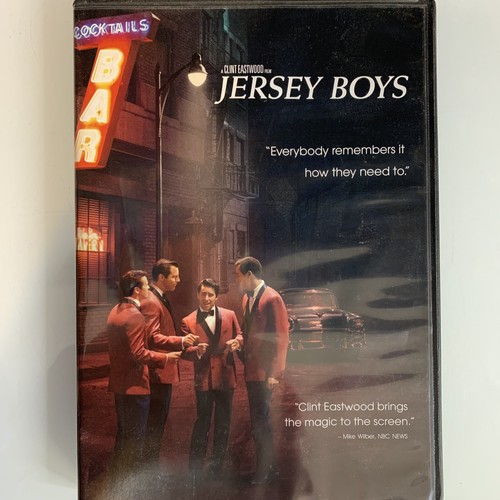 COCKTAILS
BAR
A CLINT EASTWOOD FILM
JERSEY BOYS
"Everybody remembers it
how they need to."
"Clint Eastwood brings
the magic to the screen."
– Mike Wilber, NBC NEWS